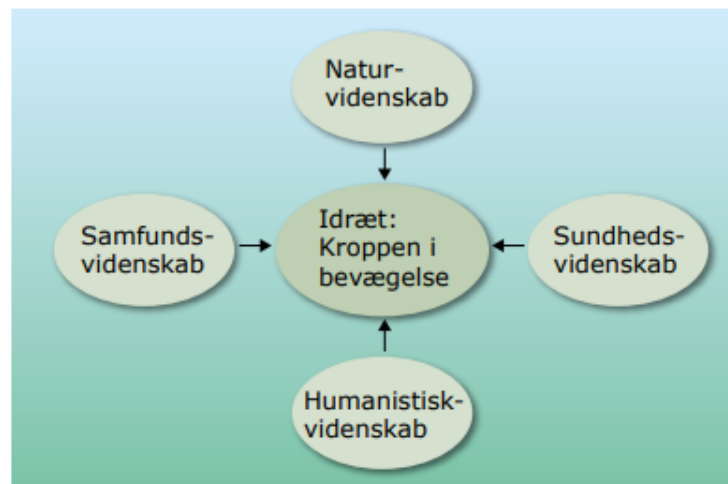 Natur-
videnskab
Samfunds-
videnskab
Idræt:
Kroppen i
bevægelse
Sundheds-
videnskab
Humanistisk-
videnskab